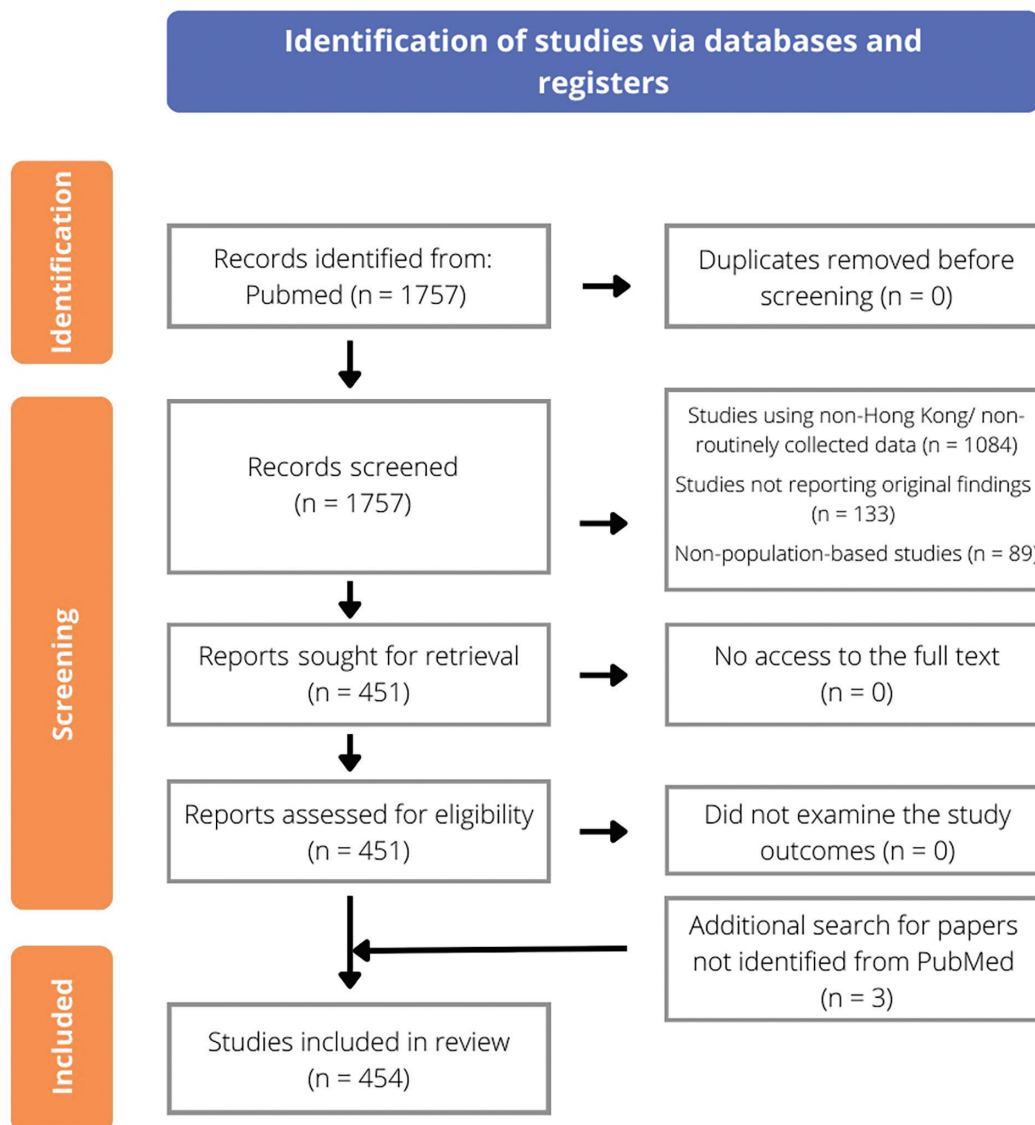 Identification of studies via databases and
registers
Identification
Records identified from:
Pubmed (n = 1757)
Duplicates removed before
screening (n = 0)
Screening
Records screened
(n = 1757)
Studies using non-Hong Kong/ non-
routinely collected data (n = 1084)
Studies not reporting original findings
(n = 133)
Non-population-based studies (n = 89)
Reports sought for retrieval
(n = 451)
No access to the full text
(n = 0)
Reports assessed for eligibility
(n = 451)
Did not examine the study
outcomes (n = 0)
Additional search for papers
not identified from PubMed
(n = 3)
Included
Studies included in review
(n = 454)